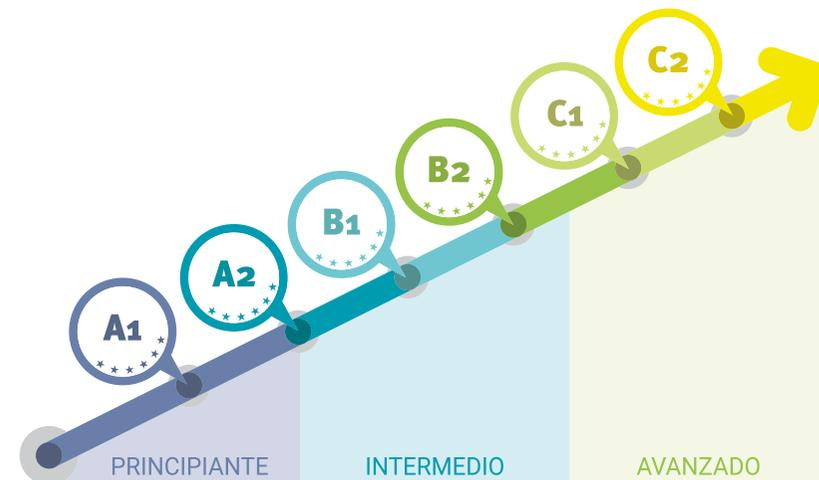 C2
C1
B2
B1
A2
A1
PRINCIPIANTE
INTERMEDIO
AVANZADO